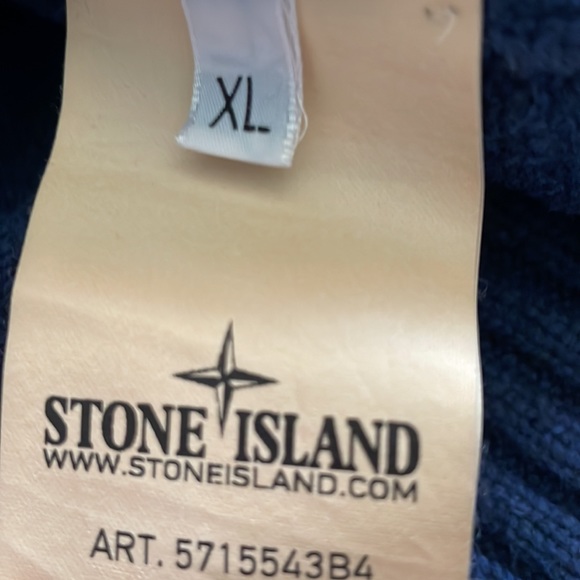 XL
STONE ISLAND
WWW.STONEISLAND.COM
ART. 5715543B4